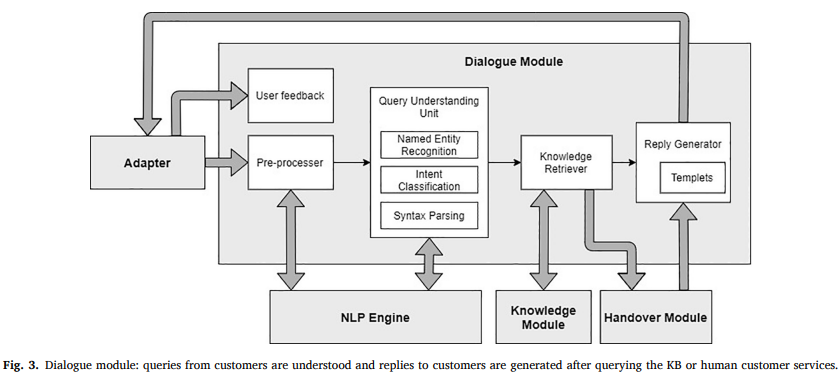 Dialogue Module
User feedback
Adapter
Pre-processer
Query Understanding
Unit
Named Entity
Recognition
Intent
Classification
Syntax Parsing
Knowledge
Retriever
Reply Generator
Templets
NLP Engine
Knowledge
Module
Handover Module
Fig. 3. Dialogue module: queries from customers are understood and replies to customers are generated after querying the KB or human customer services.